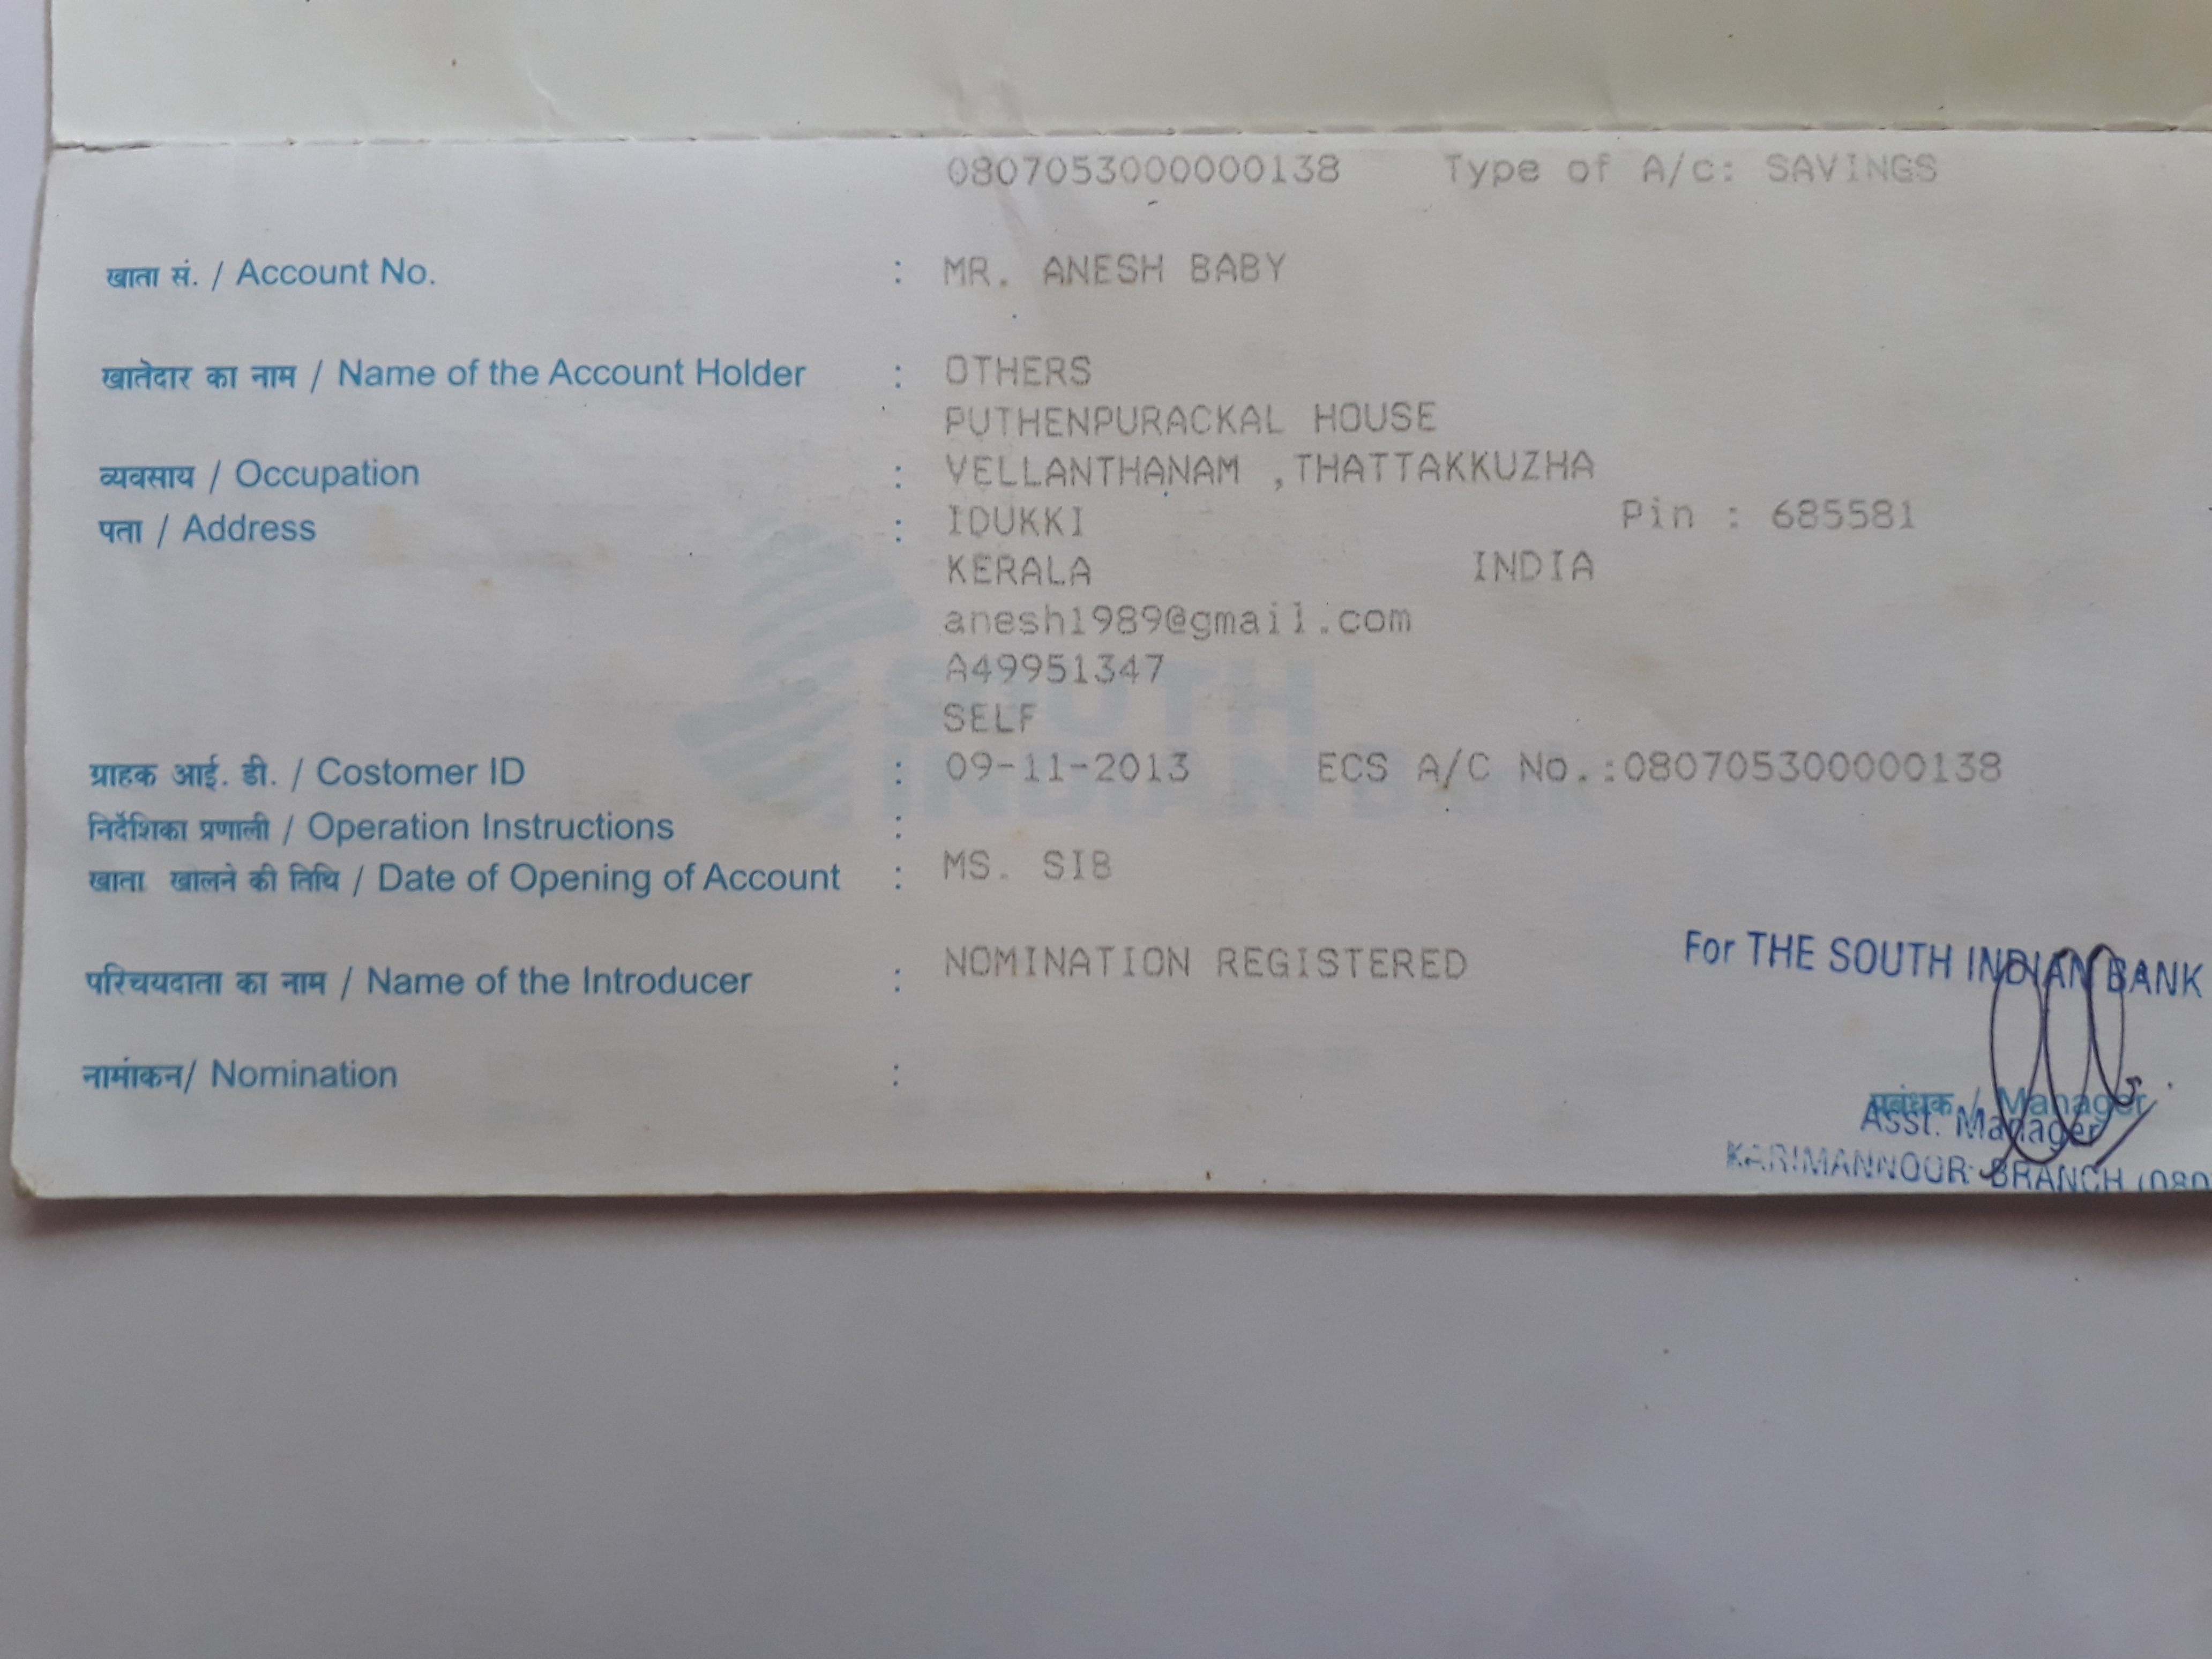 0807053000000138 Type of A/c: SAVINGS
खाता सं. / Account No. : MR. ANESH BABY
खातेदार का नाम / Name of the Account Holder : OTHERS
PUTHENPURACKAL HOUSE
व्यवसाय / Occupation : VELLANTHANAM ,THATTAKKUZHA
पता / Address : IDUKKI Pin : 685581
KERALA INDIA
anesh1989@gmail.com
A49951347
SELF
ग्राहक आई. डी. / Costomer ID : 09-11-2013 ECS A/C No.:080705300000138
निर्देशिका प्रणाली / Operation Instructions :
खाता खोलने की तिथि / Date of Opening of Account : MS. SIB
परिचयदाता का नाम / Name of the Introducer : NOMINATION REGISTERED
For THE SOUTH INDIAN BANK
नामांकन/ Nomination :
प्रबंधक / Manager
Asst. Manager
KARIMANNOOR BRANCH (080